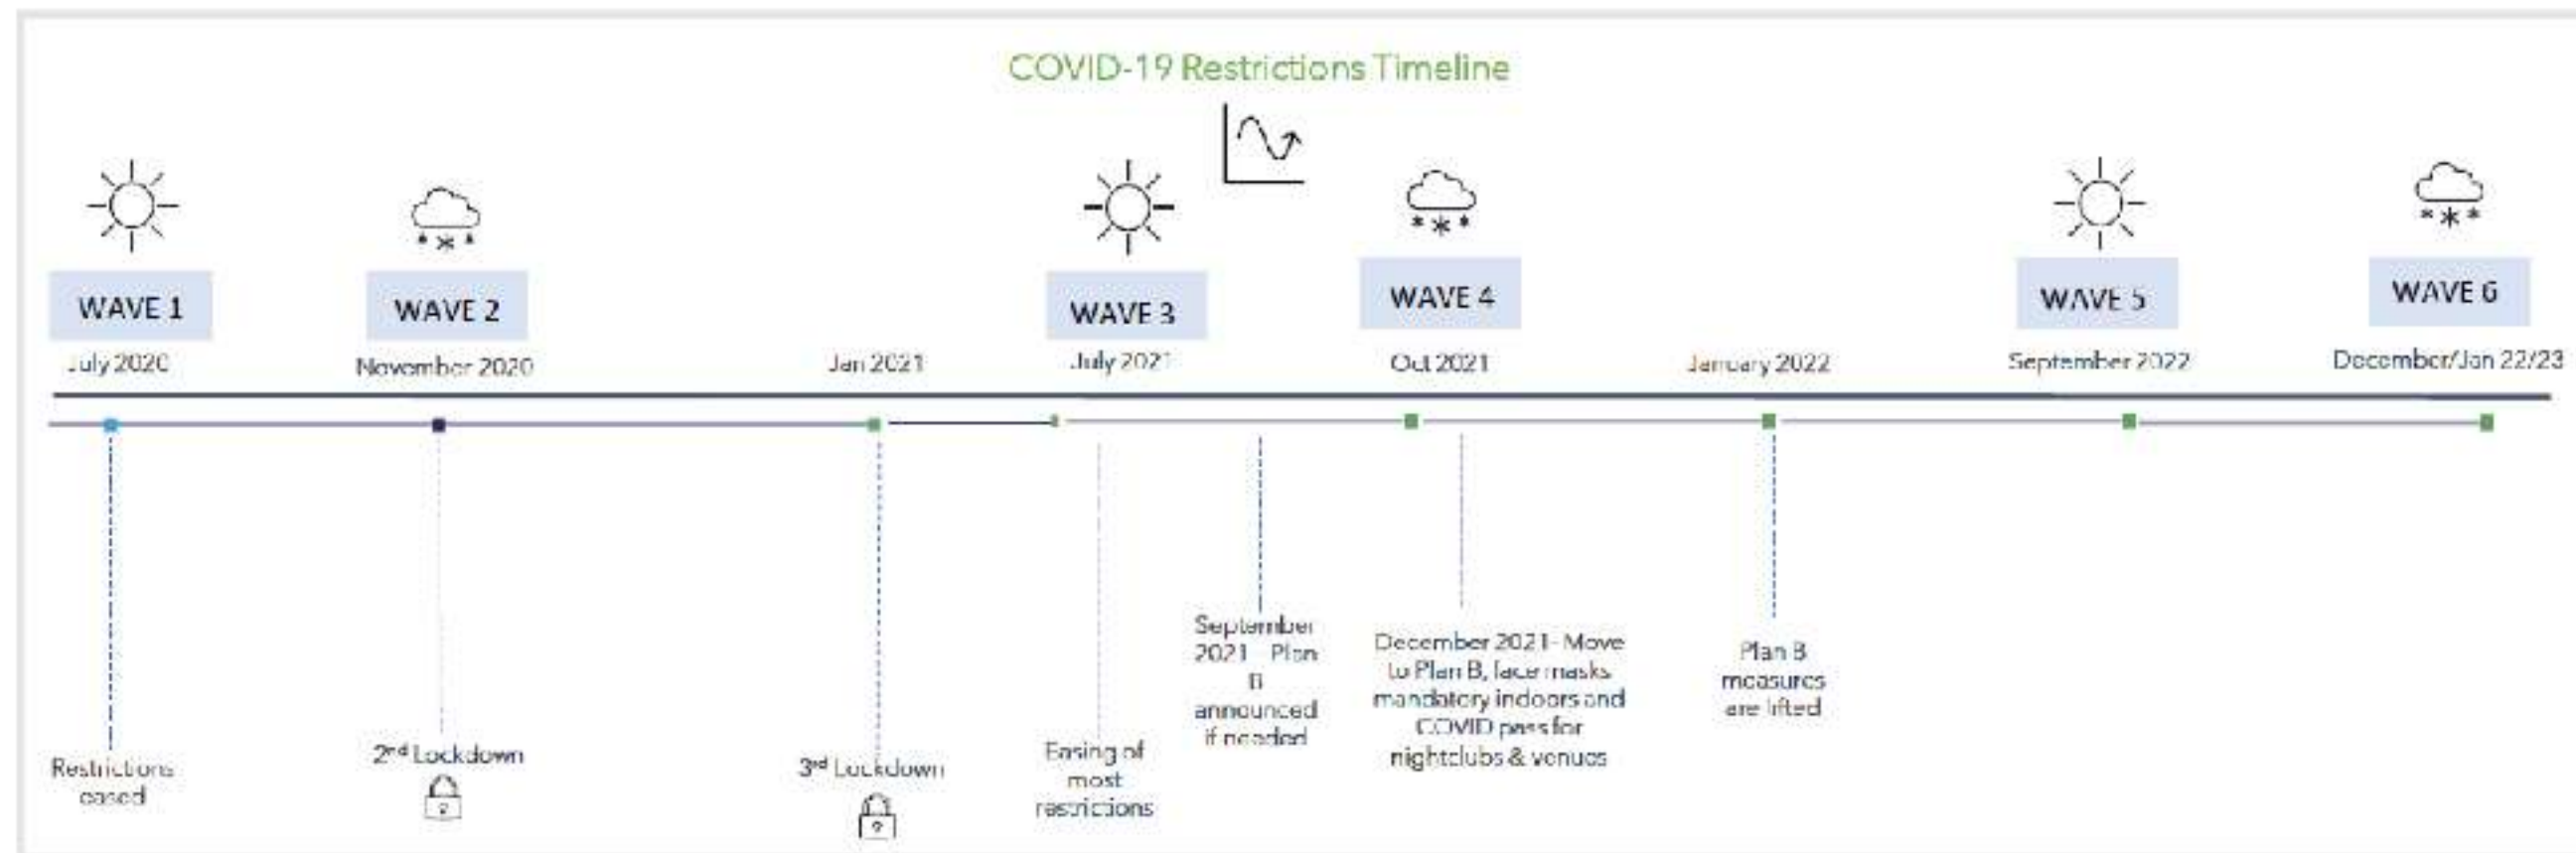 COVID-19 Restrictions Timeline
WAVE 1
WAVE 2
WAVE 3
WAVE 4
WAVE 5
WAVE 6
July 2020
November 2020
Jan 2021
July 2021
Oct 2021
January 2022
September 2022
December/Jan 22/23
Restrictions
eased
2nd Lockdown
3rd Lockdown
Easing of
most
restrictions
September
2021 Plan
B
announced
if needed
December 2021- Move
to Plan B, face masks
mandatory indoors and
COVID pass for
nightclubs & venues
Plan B
measures
are lifted